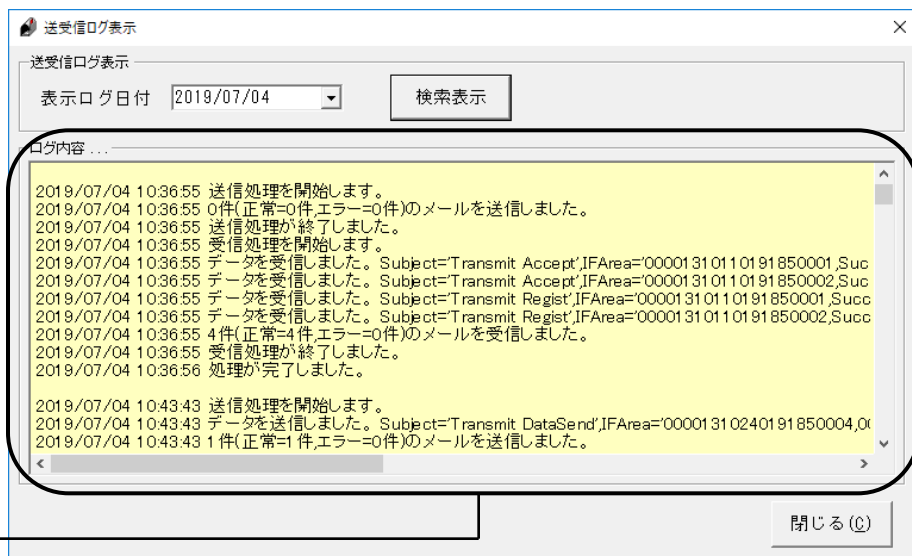 送受信ログ表示
送受信ログ表示
表示ログ日付 2019/07/04 検索表示
ログ内容 ...
2019/07/04 10:36:55 送信処理を開始します。
2019/07/04 10:36:55 0件(正常=0件,エラー=0件)のメールを送信しました。
2019/07/04 10:36:55 送信処理が終了しました。
2019/07/04 10:36:55 受信処理を開始します。
2019/07/04 10:36:55 データを受信しました。Subject='Transmit Accept',IFArea='00001310110191850001,Suc
2019/07/04 10:36:55 データを受信しました。Subject='Transmit Accept',IFArea='00001310110191850002,Suc
2019/07/04 10:36:55 データを受信しました。Subject='Transmit Regist',IFArea='00001310110191850001,Succ
2019/07/04 10:36:55 データを受信しました。Subject='Transmit Regist',IFArea='00001310110191850002,Succ
2019/07/04 10:36:55 4件(正常=4件,エラー=0件)のメールを受信しました。
2019/07/04 10:36:55 受信処理が終了しました。
2019/07/04 10:36:56 処理が完了しました。
2019/07/04 10:43:43 送信処理を開始します。
2019/07/04 10:43:43 データを送信しました。Subject='Transmit DataSend',IFArea='00001310240191850004,0
2019/07/04 10:43:43 1件(正常=1件,エラー=0件)のメールを送信しました。
閉じる(C)